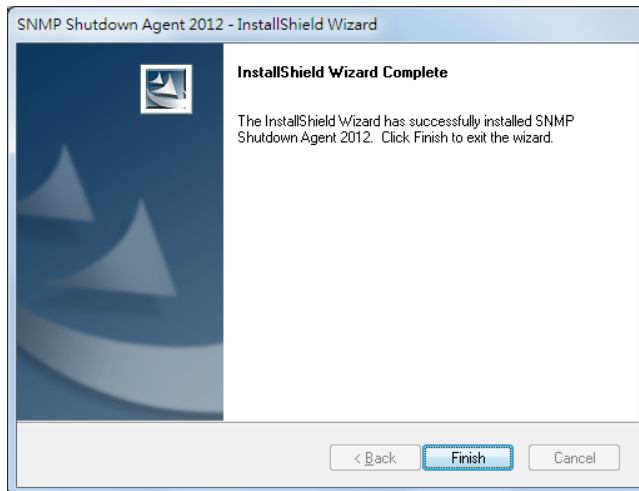 SNMP Shutdown Agent 2012 - InstallShield Wizard
InstallShield Wizard Complete
The InstallShield Wizard has successfully installed SNMP
Shutdown Agent 2012. Click Finish to exit the wizard.
< Back Finish Cancel